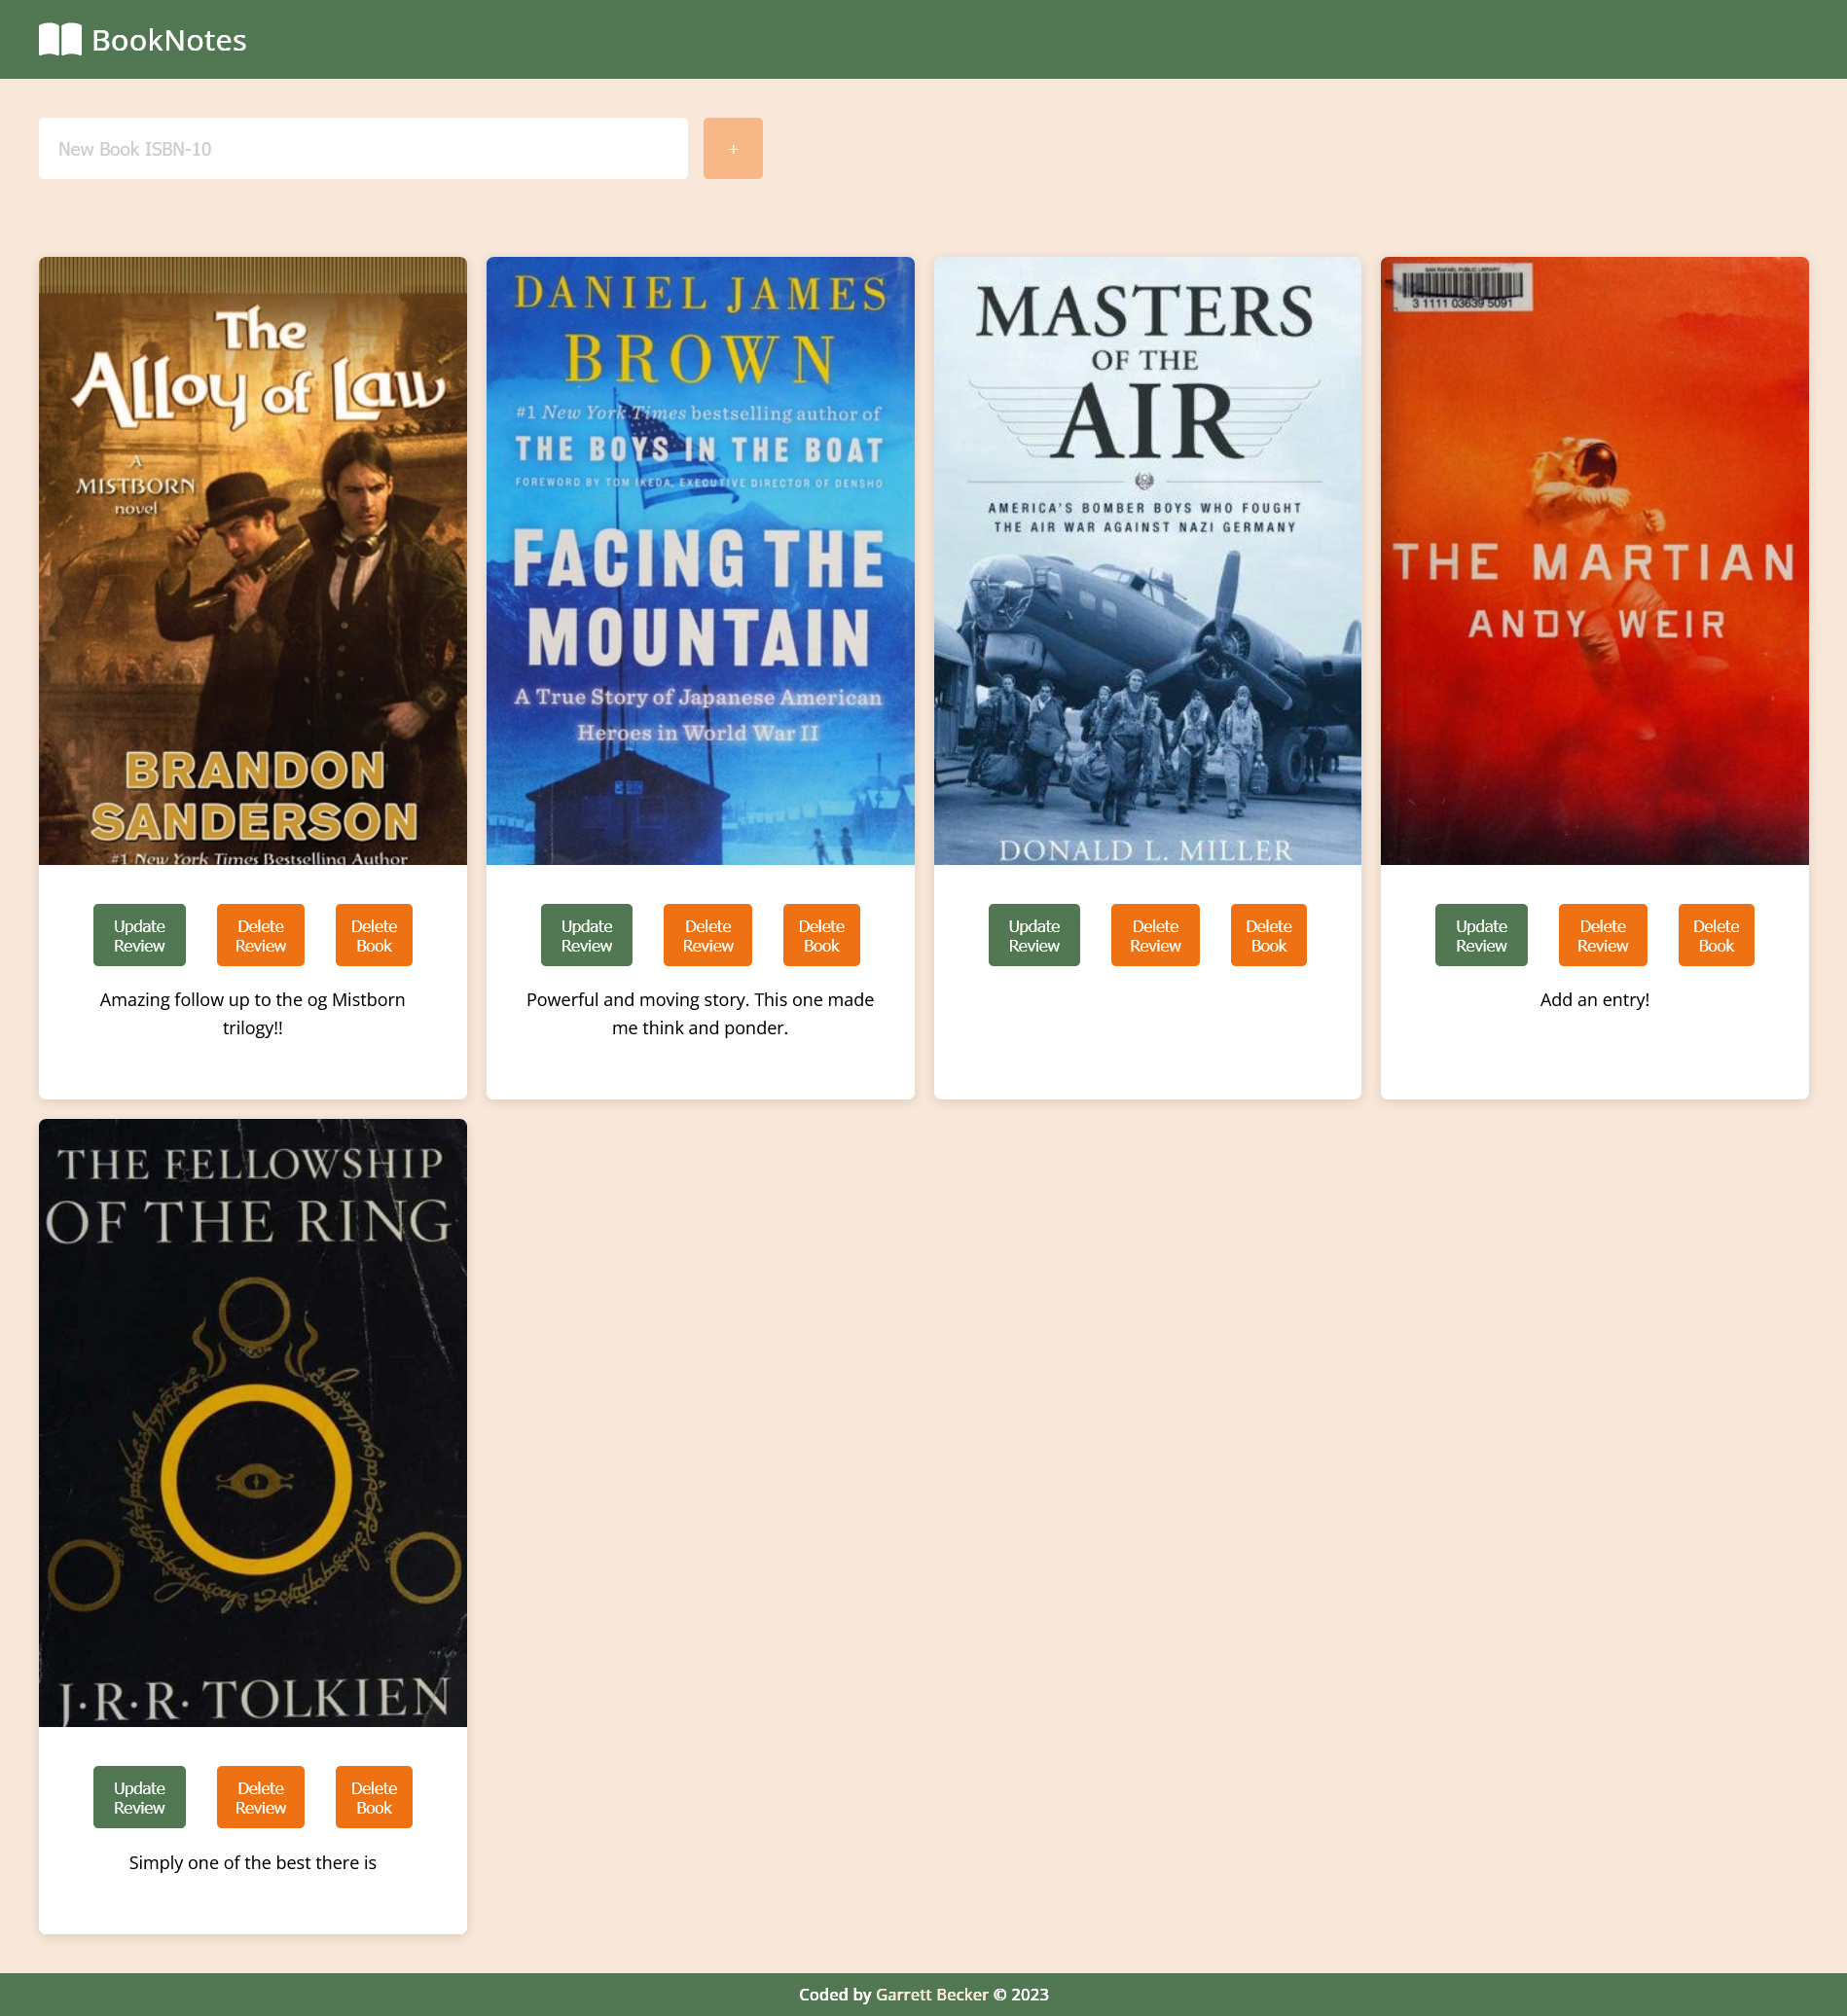 BookNotes
New Book ISBN-10
+
The
Alloy of Law
A
MISTBORN
novel
BRANDON
SANDERSON
#1 New York Times Bestselling Author
Update
Review
Delete
Review
Delete
Book
Amazing follow up to the og Mistborn
trilogy!!
DANIEL JAMES
BROWN
#1 New York Times bestselling author of
THE BOYS IN THE BOAT
FOREWORD BY TOM IKEDA, EXECUTIVE DIRECTOR OF DENSHO
FACING THE
MOUNTAIN
A True Story of Japanese American
Heroes in World War II
Update
Review
Delete
Review
Delete
Book
Powerful and moving story. This one made
me think and ponder.
MASTERS
OF THE
AIR
AMERICA'S BOMBER BOYS WHO FOUGHT
THE AIR WAR AGAINST NAZI GERMANY
DONALD L. MILLER
Update
Review
Delete
Review
Delete
Book
SAN RAFAEL PUBLIC LIBRARY
3 1111 03639 5091
THE MARTIAN
ANDY WEIR
Update
Review
Delete
Review
Delete
Book
Add an entry!
THE FELLOWSHIP
OF THE RING
J·R·R· TOLKIEN
Update
Review
Delete
Review
Delete
Book
Simply one of the best there is
Coded by Garrett Becker © 2023